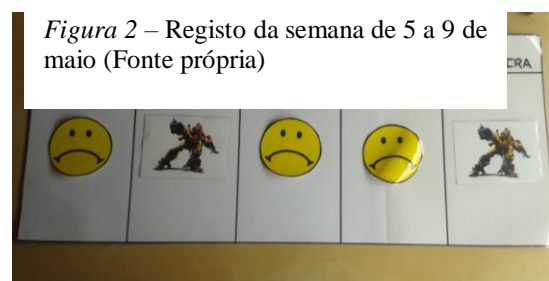 Figura 2 – Registo da semana de 5 a 9 de
maio (Fonte própria)